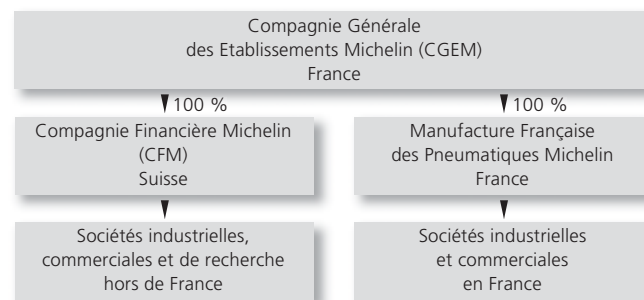 Compagnie Générale
des Etablissements Michelin (CGEM)
France
100 %
100 %
Compagnie Financière Michelin
(CFM)
Suisse
Manufacture Française
des Pneumatiques Michelin
France
Sociétés industrielles,
commerciales et de recherche
hors de France
Sociétés industrielles
et commerciales
en France